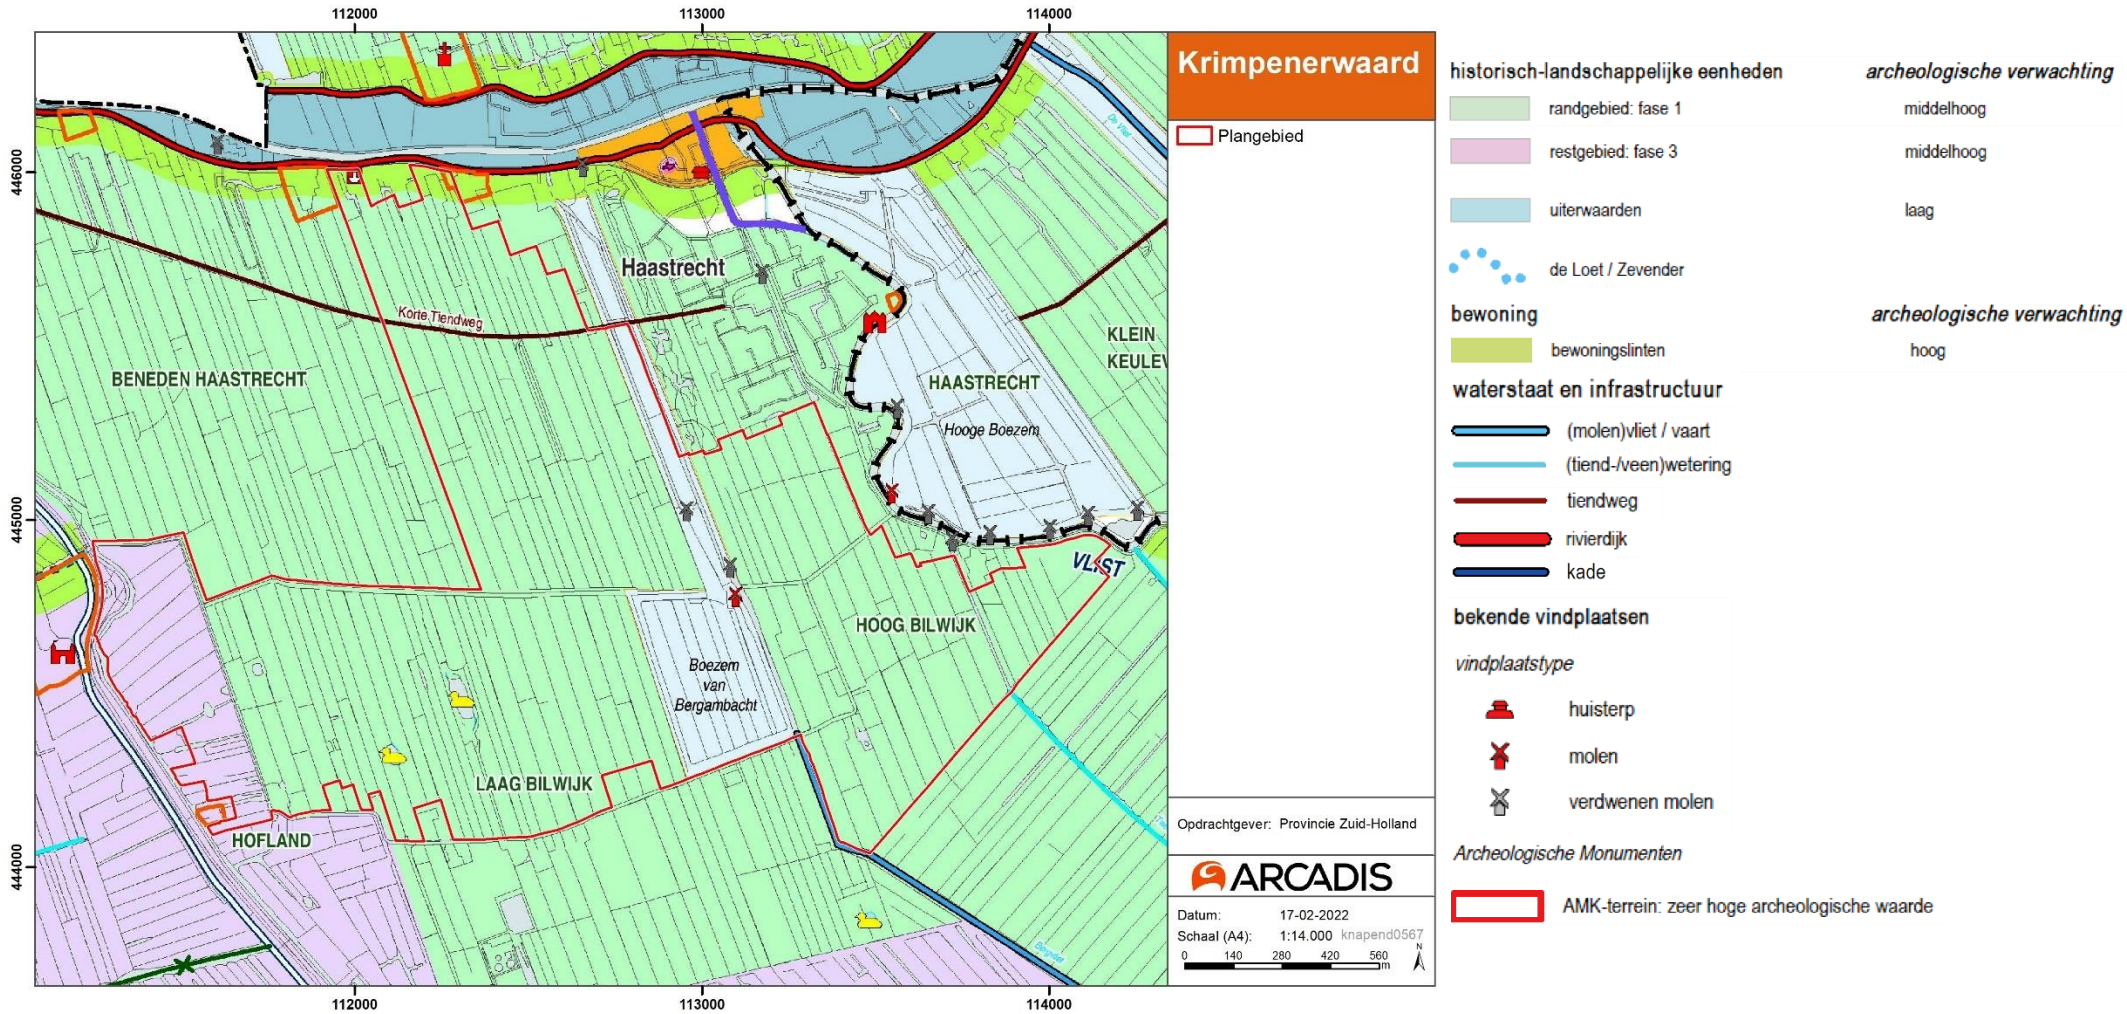 112000
113000
114000
446000
445000
444000
De Vliet
Haastrecht
Korte Tiendweg
BENEDEN HAASTRECHT
KLEIN
HAASTRECHT
Hooge Boezem
VLIST
HOOG BILWIJK
Boezem
van
Bergambacht
LAAG BILWIJK
HOFLAND
112000
113000
114000
Krimpenerwaard
Plangebied
Opdrachtgever: Provincie Zuid-Holland
ARCADIS
Datum: 17-02-2022
Schaal (A4): 1:14.000 knapend0567
N
0 140 280 420 560
m
historisch-landschappelijke eenheden archeologische verwachting
randgebied: fase 1 middelhoog
restgebied: fase 3 middelhoog
uiterwaarden laag
de Loet / Zevender
bewoning archeologische verwachting
bewoningslinten hoog
waterstaat en infrastructuur
(molen)vliet / vaart
(tiend-/veen)wetering
tiendweg
rivierdijk
kade
bekende vindplaatsen
vindplaatstype
huisterp
molen
verdwenen molen
Archeologische Monumenten
AMK-terrein: zeer hoge archeologische waarde